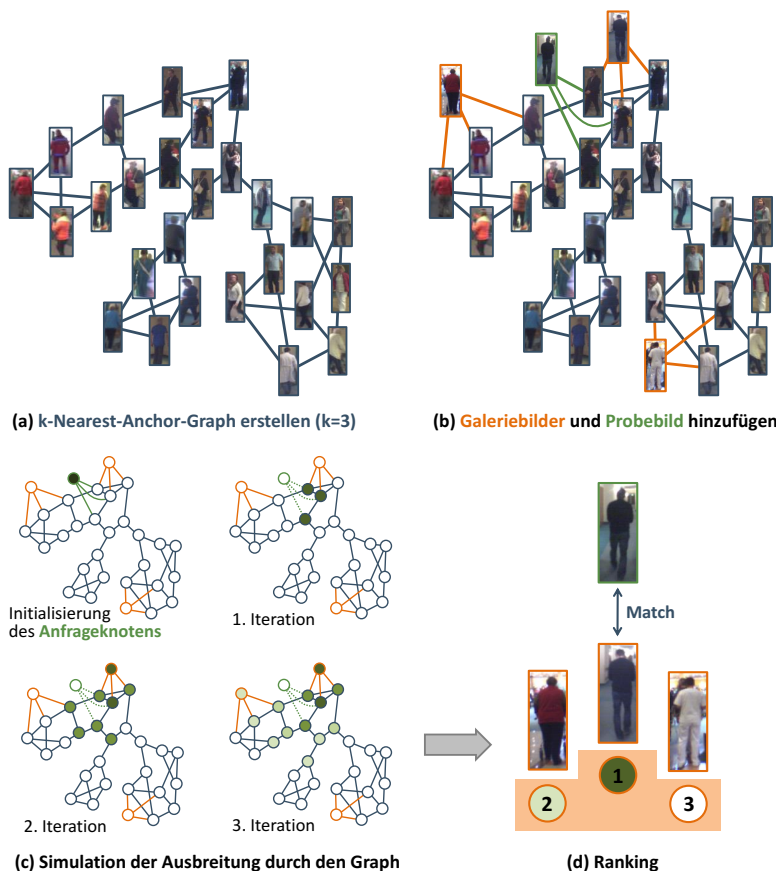 (a) k-Nearest-Anchor-Graph erstellen (k=3)
(b) Galeriebilder und Probebild hinzufügen
Initialisierung
des Anfrageknotens
1. Iteration
2. Iteration
3. Iteration
(c) Simulation der Ausbreitung durch den Graph
Match
1
2
3
(d) Ranking